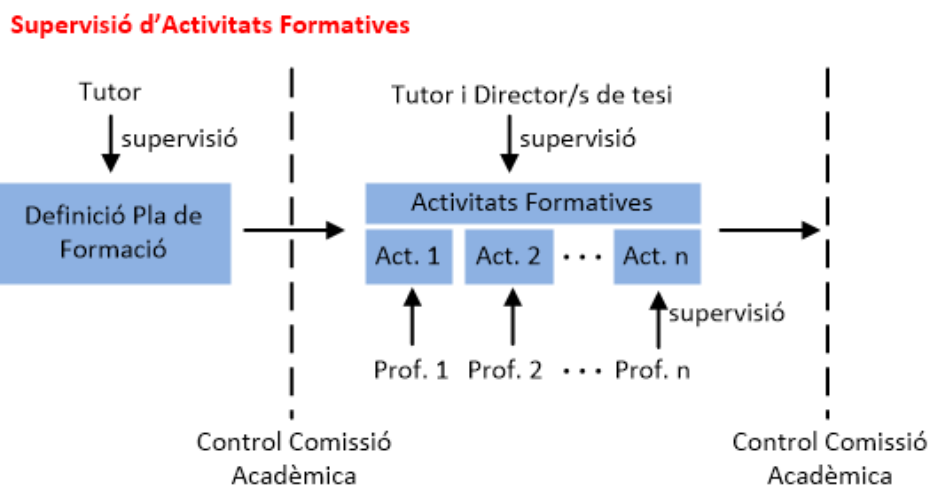 Supervisió d'Activitats Formatives
Tutor
supervisió
Definició Pla de
Formació
Tutor i Director/s de tesi
supervisió
Activitats Formatives
Act. 1 Act. 2 ··· Act. n
supervisió
Prof. 1 Prof. 2 ··· Prof. n
Control Comissió
Acadèmica
Control Comissió
Acadèmica